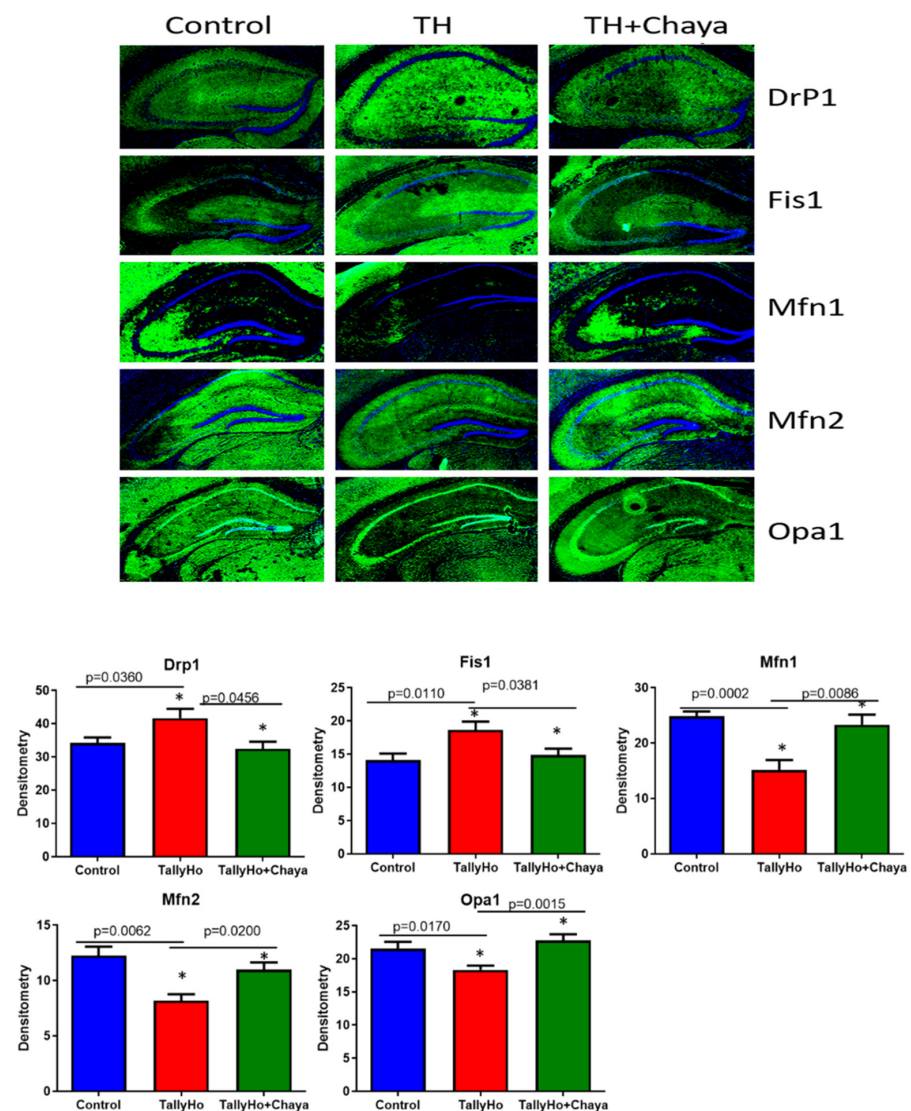 Control TH TH+Chaya
DrP1
Fis1
Mfn1
Mfn2
Opa1
Drp1
p=0.0360
p=0.0456
*
*
Densitometry
50
40
30
20
10
0
Control TallyHo TallyHo+Chaya
Fis1
p=0.0110
p=0.0381
*
*
Densitometry
25
20
15
10
5
0
Control TallyHo TallyHo+Chaya
Mfn1
p=0.0002
p=0.0086
*
*
Densitometry
30
20
10
0
Control TallyHo TallyHo+Chaya
Mfn2
p=0.0062
p=0.0200
*
*
Densitometry
15
10
5
0
Control TallyHo TallyHo+Chaya
Opa1
p=0.0170
p=0.0015
*
*
Densitometry
25
20
15
10
5
0
Control TallyHo TallyHo+Chaya